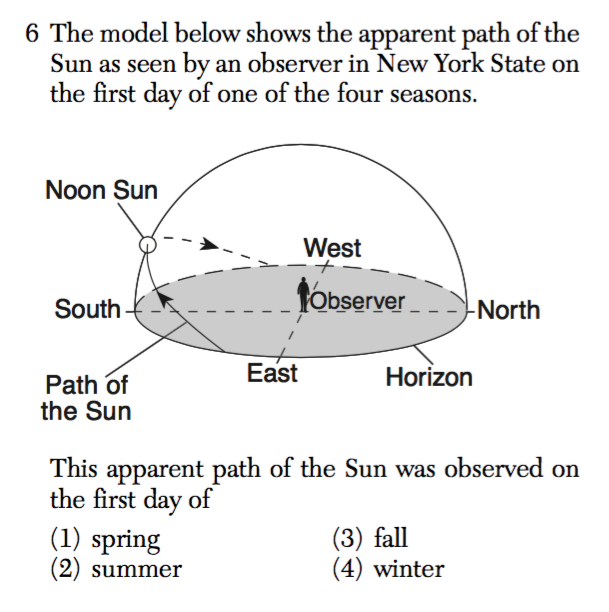 6 The model below shows the apparent path of the
Sun as seen by an observer in New York State on
the first day of one of the four seasons.
Noon Sun
West
South
Observer
North
East
Horizon
Path of
the Sun
This apparent path of the Sun was observed on
the first day of
(1) spring
(3) fall
(2) summer
(4) winter